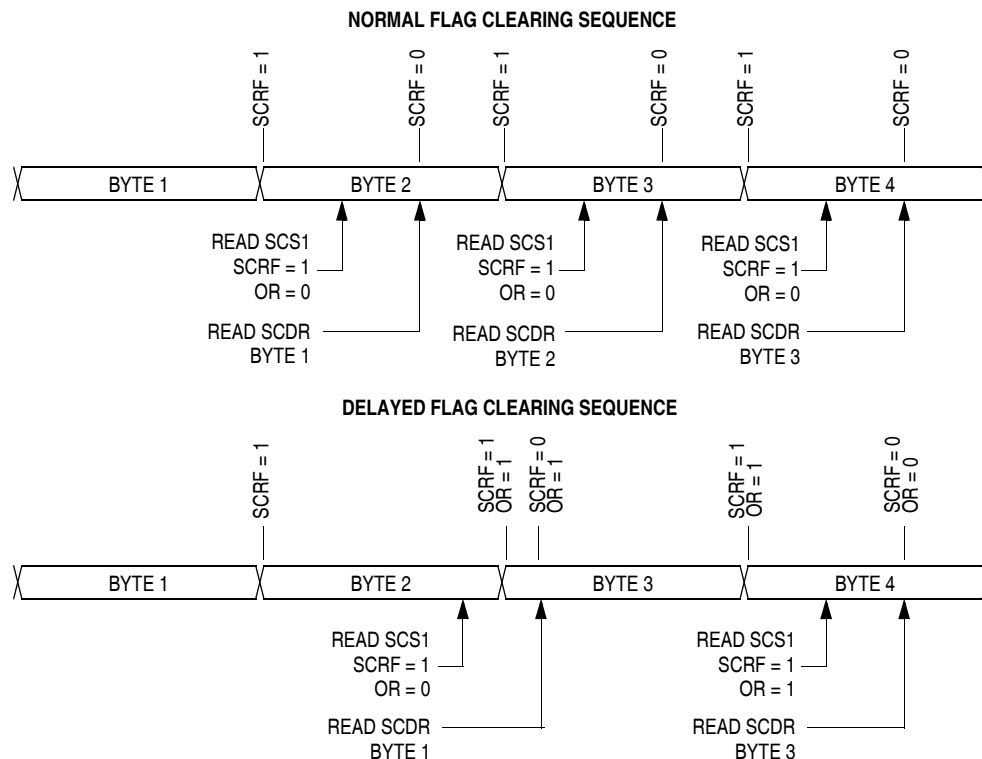 NORMAL FLAG CLEARING SEQUENCE
SCRF = 1
SCRF = 0
SCRF = 1
SCRF = 0
SCRF = 1
SCRF = 0
BYTE 1
BYTE 2
BYTE 3
BYTE 4
READ SCS1
SCRF = 1
OR = 0
READ SCDR
BYTE 1
READ SCS1
SCRF = 1
OR = 0
READ SCDR
BYTE 2
READ SCS1
SCRF = 1
OR = 0
READ SCDR
BYTE 3
DELAYED FLAG CLEARING SEQUENCE
SCRF = 1
SCRF = 1
OR = 1
SCRF = 0
OR = 1
SCRF = 1
OR = 1
SCRF = 0
OR = 0
BYTE 1
BYTE 2
BYTE 3
BYTE 4
READ SCS1
SCRF = 1
OR = 0
READ SCDR
BYTE 1
READ SCS1
SCRF = 1
OR = 1
READ SCDR
BYTE 3